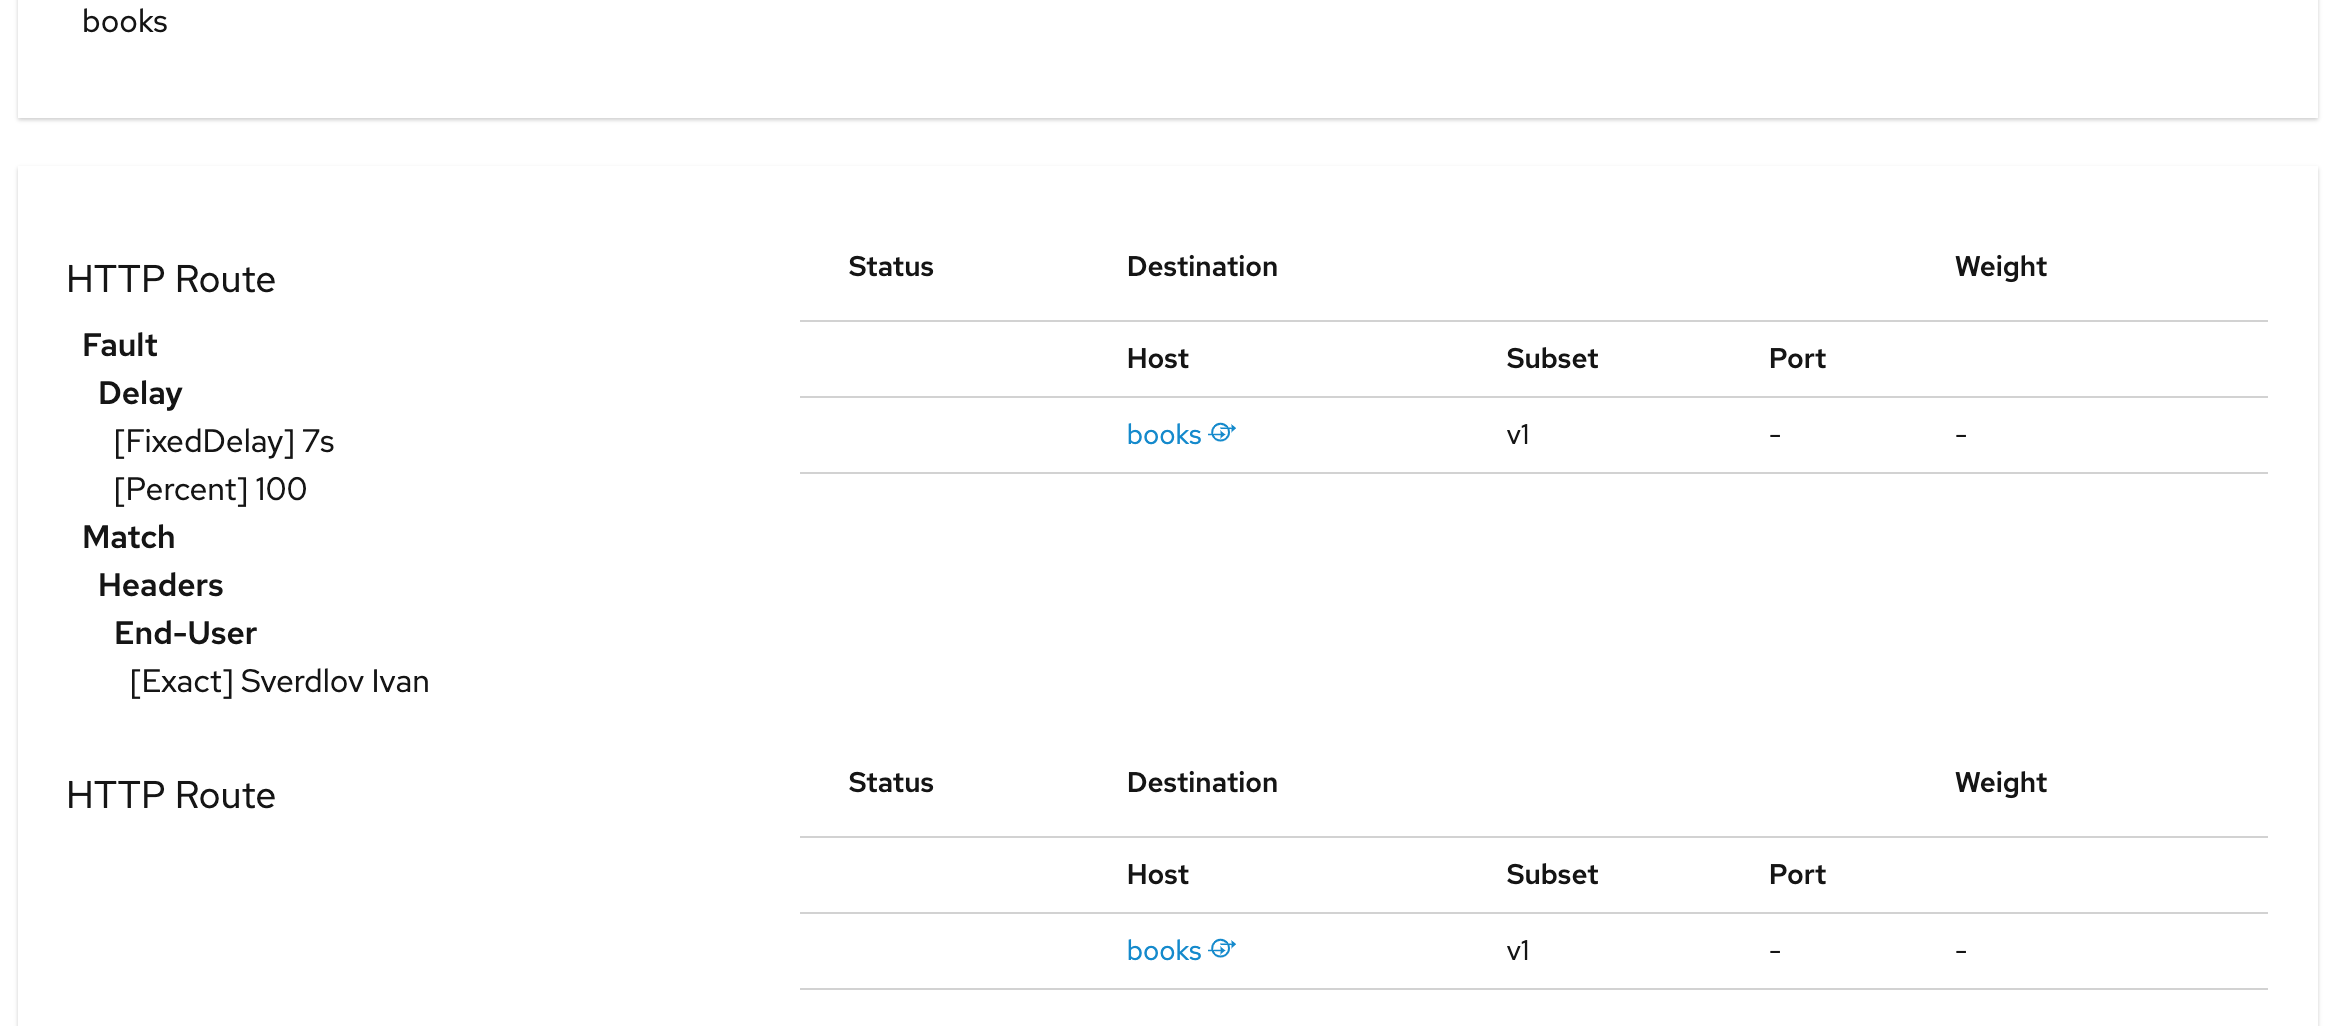 books
HTTP Route
Fault
Delay
[FixedDelay] 7s
[Percent] 100
Match
Headers
End-User
[Exact] Sverdlov Ivan
Status Destination Weight
Host Subset Port
books v1 - -
HTTP Route
Status Destination Weight
Host Subset Port
books v1 - -